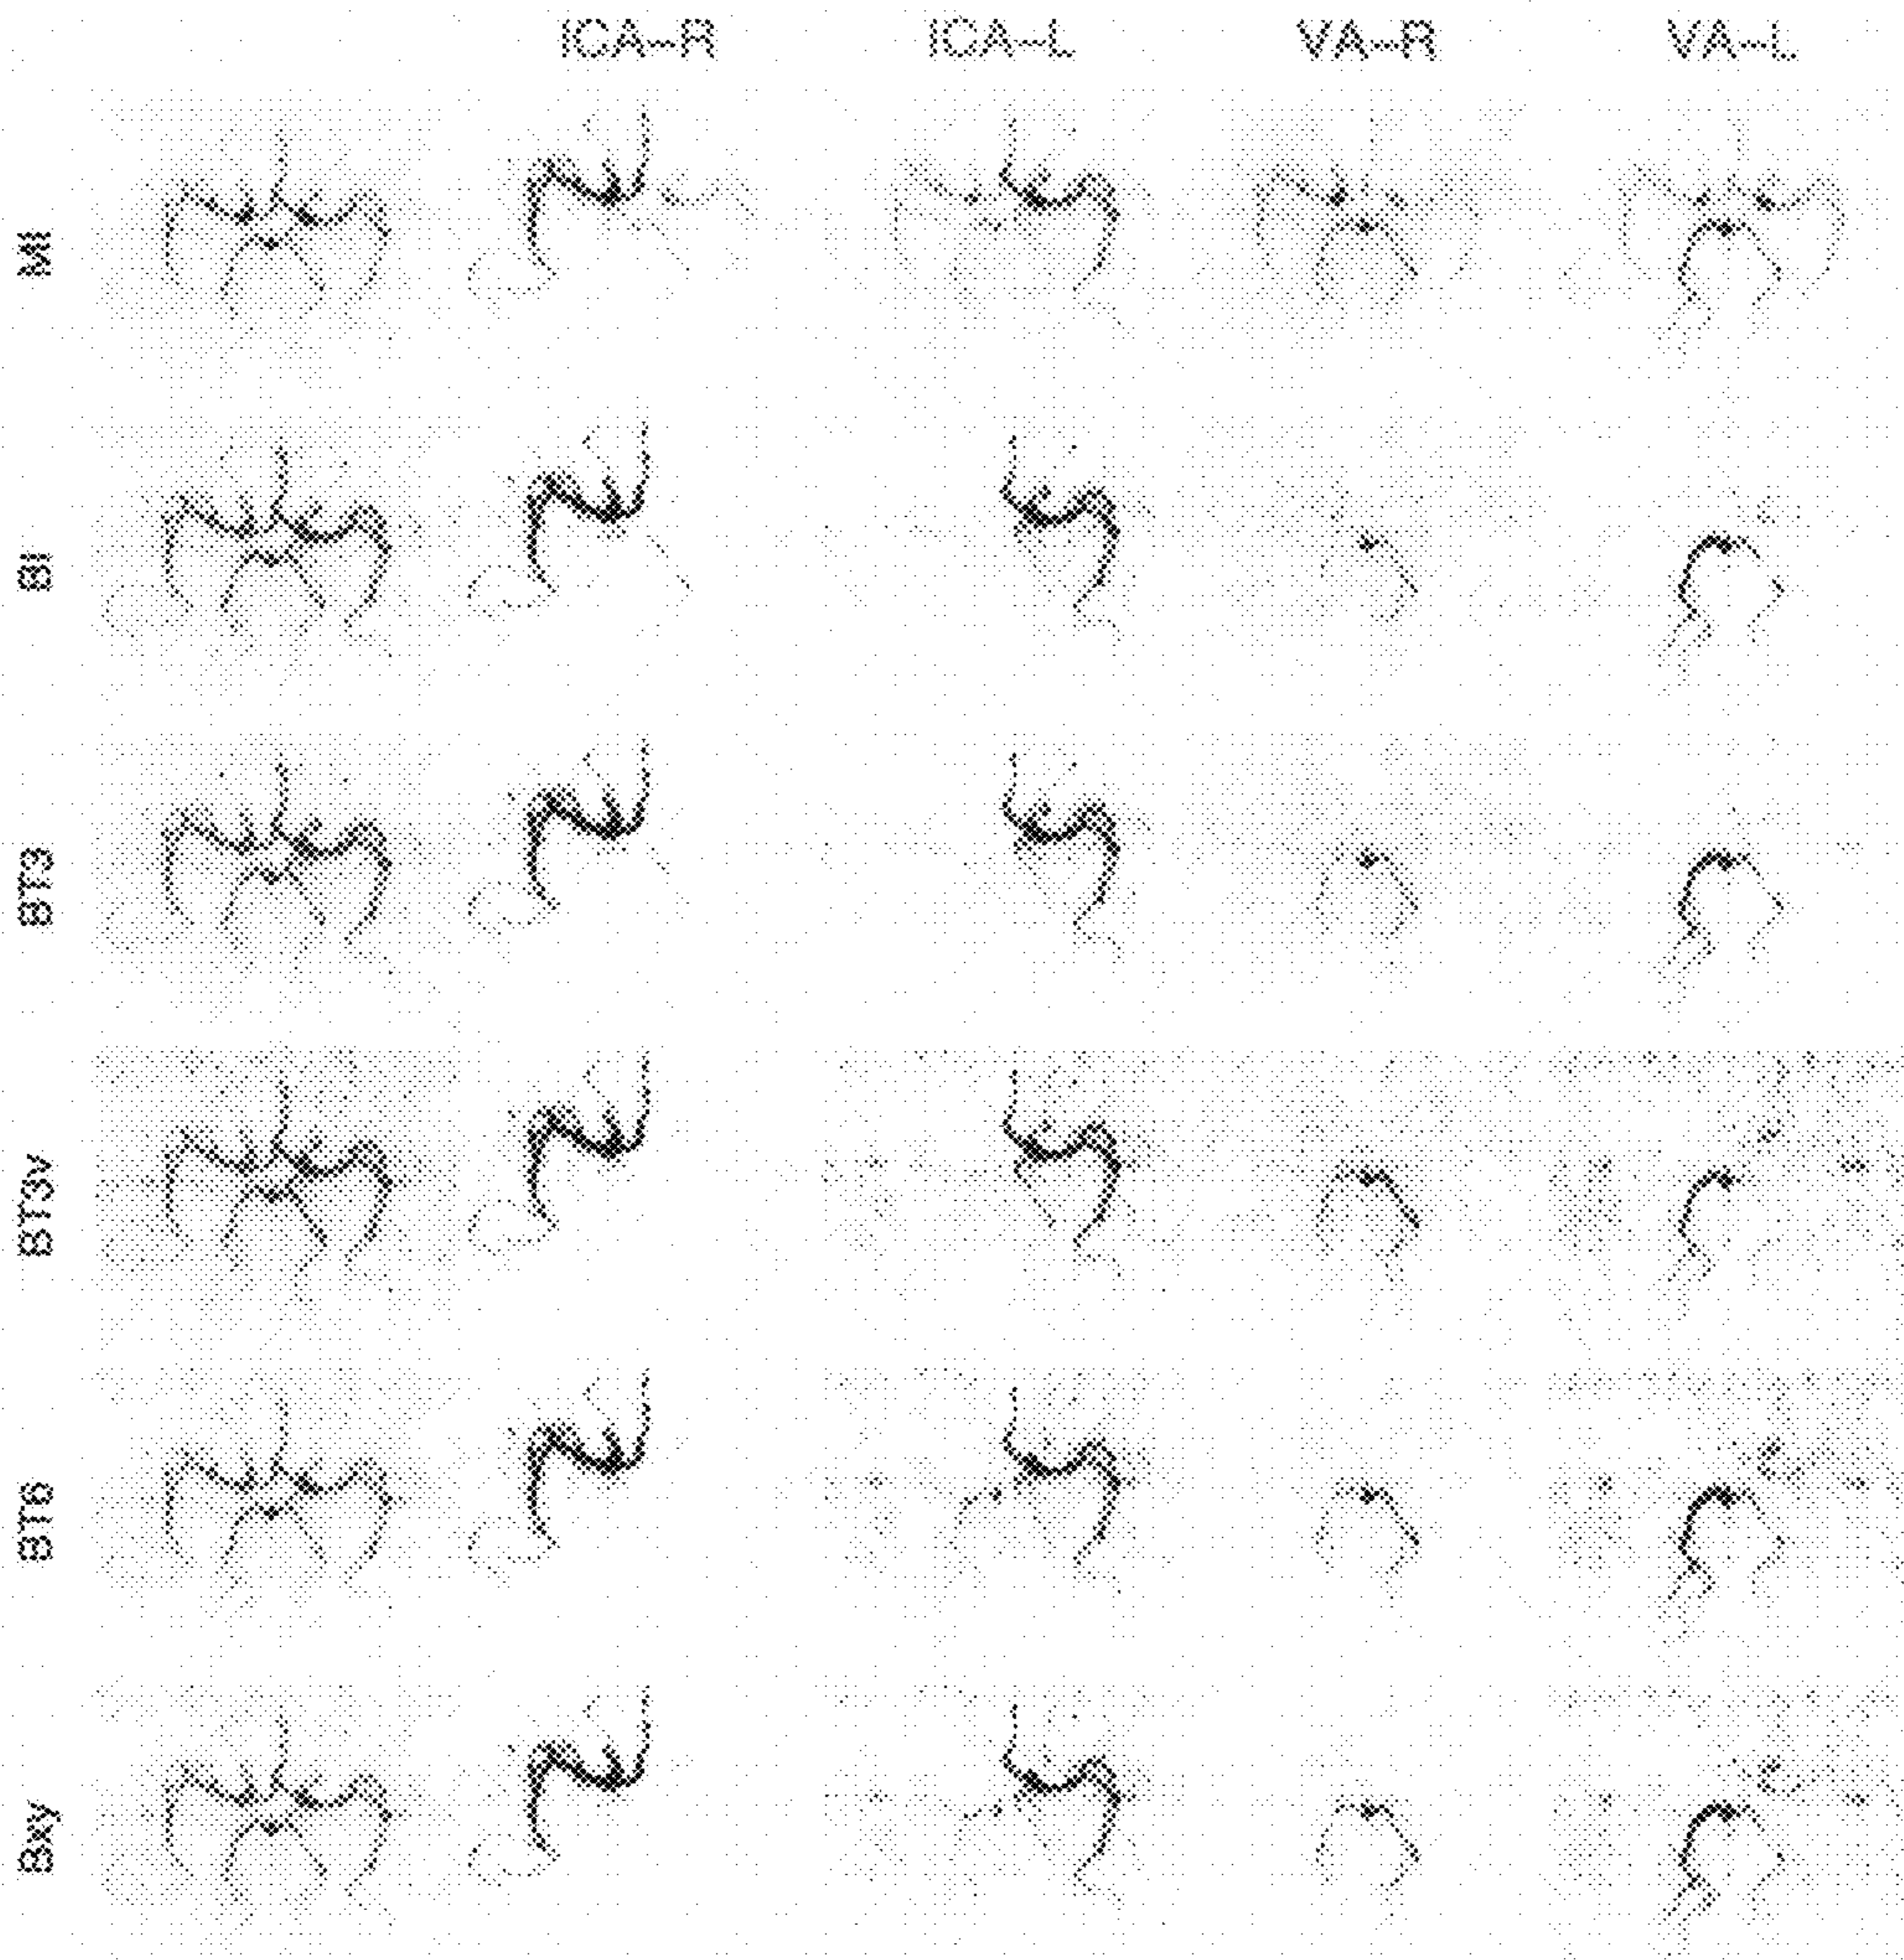 ICA-R ICA-L VA-R VA-L
MI
BI
BT3
BT3v
BT6
Bxy